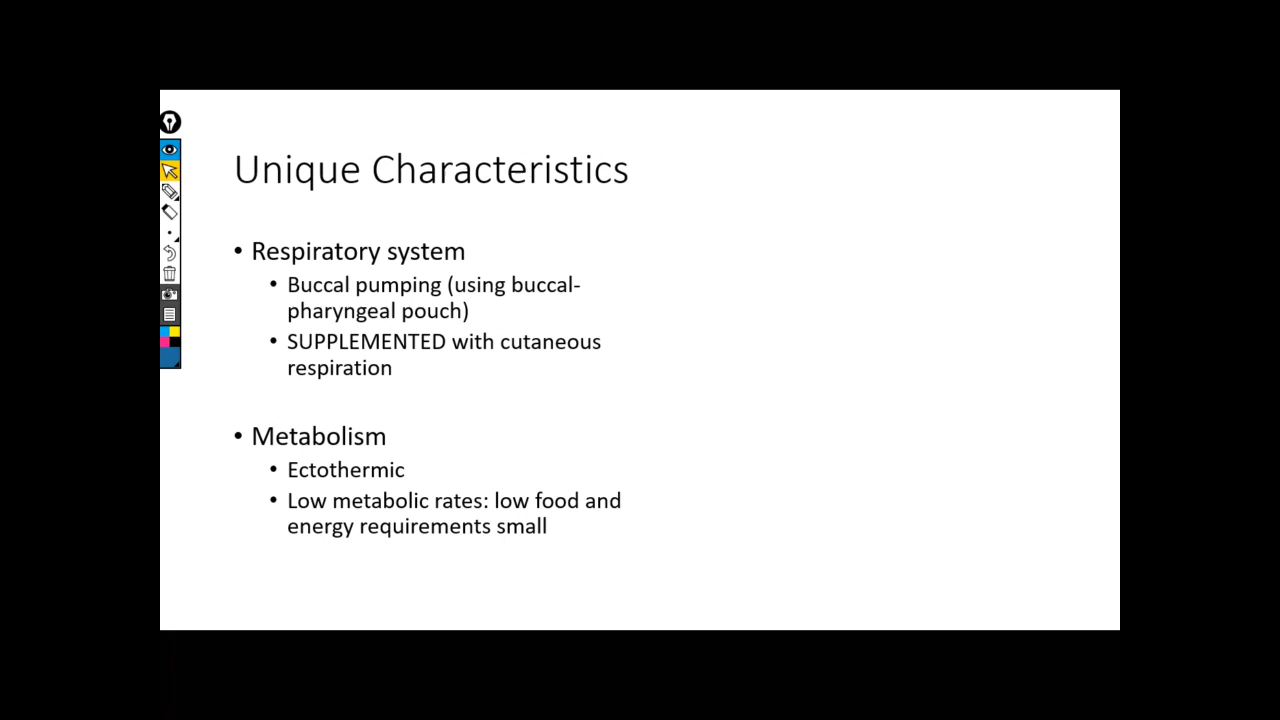 Unique Characteristics
• Respiratory system
• Buccal pumping (using buccal-
pharyngeal pouch)
• SUPPLEMENTED with cutaneous
respiration
• Metabolism
• Ectothermic
• Low metabolic rates: low food and
energy requirements small